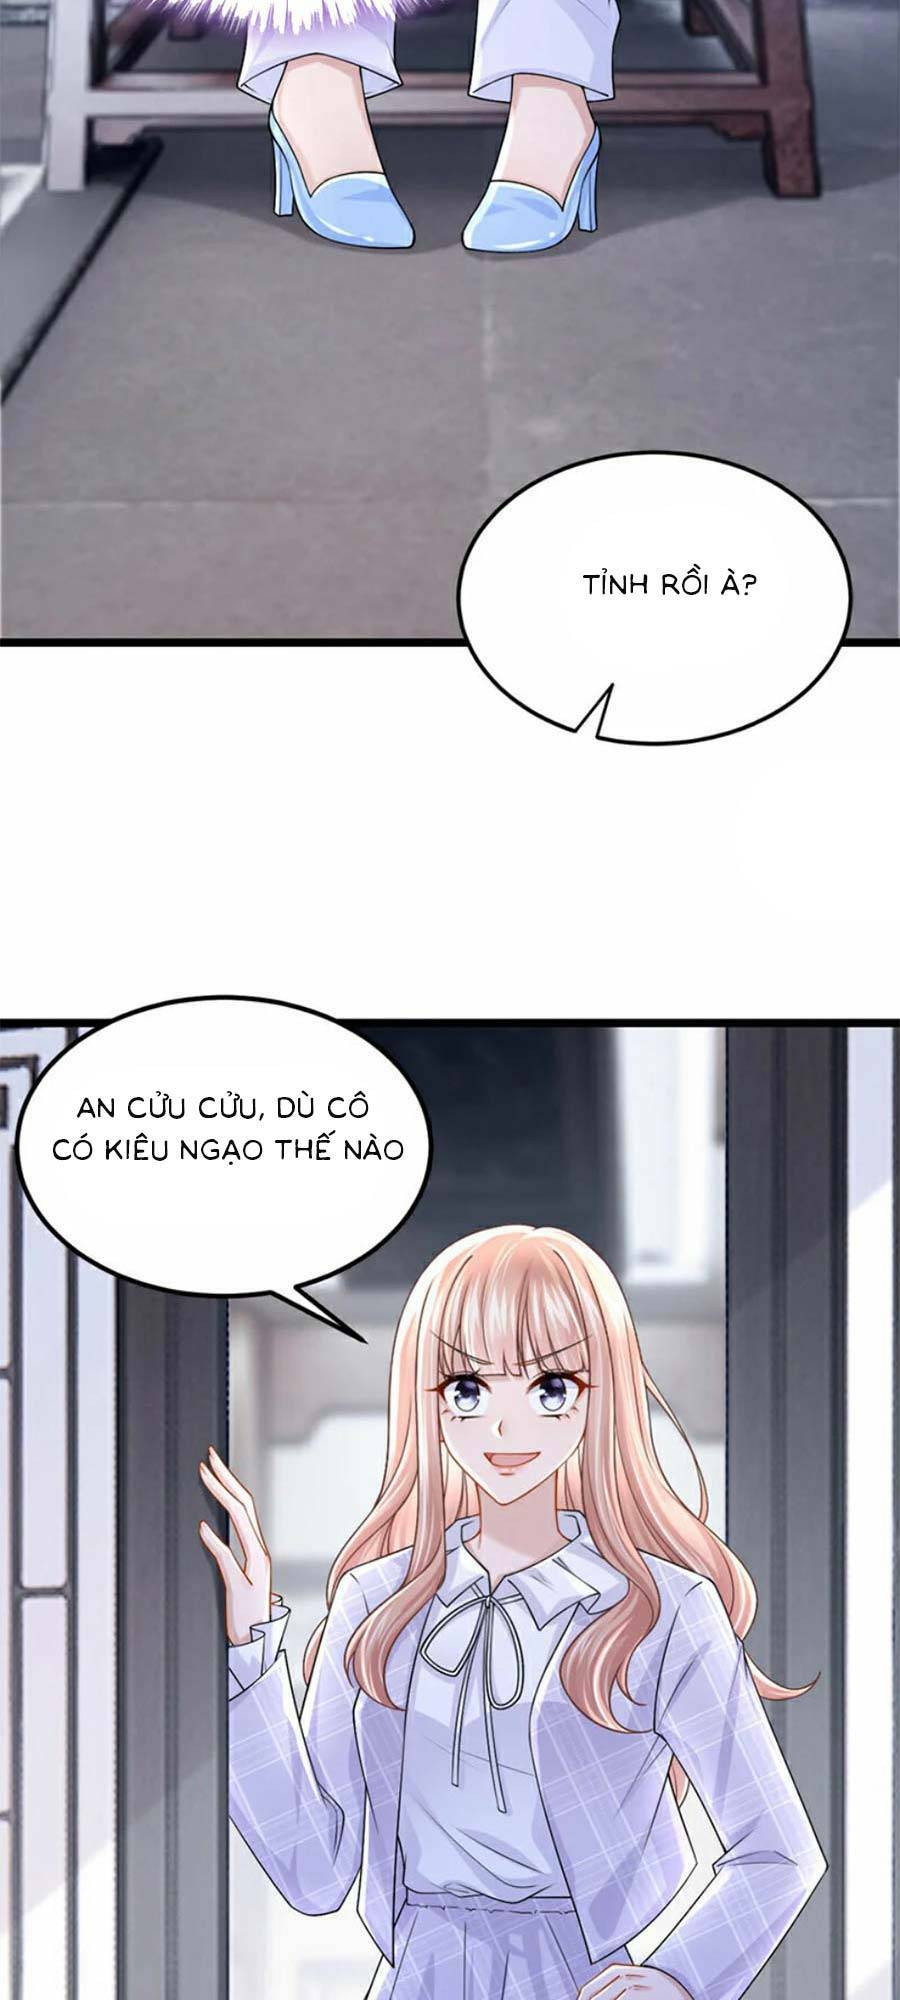 TỈNH RỒI À?
AN CỬU CỬU, DÙ CÔ
CÓ KIÊU NGẠO THẾ NÀO